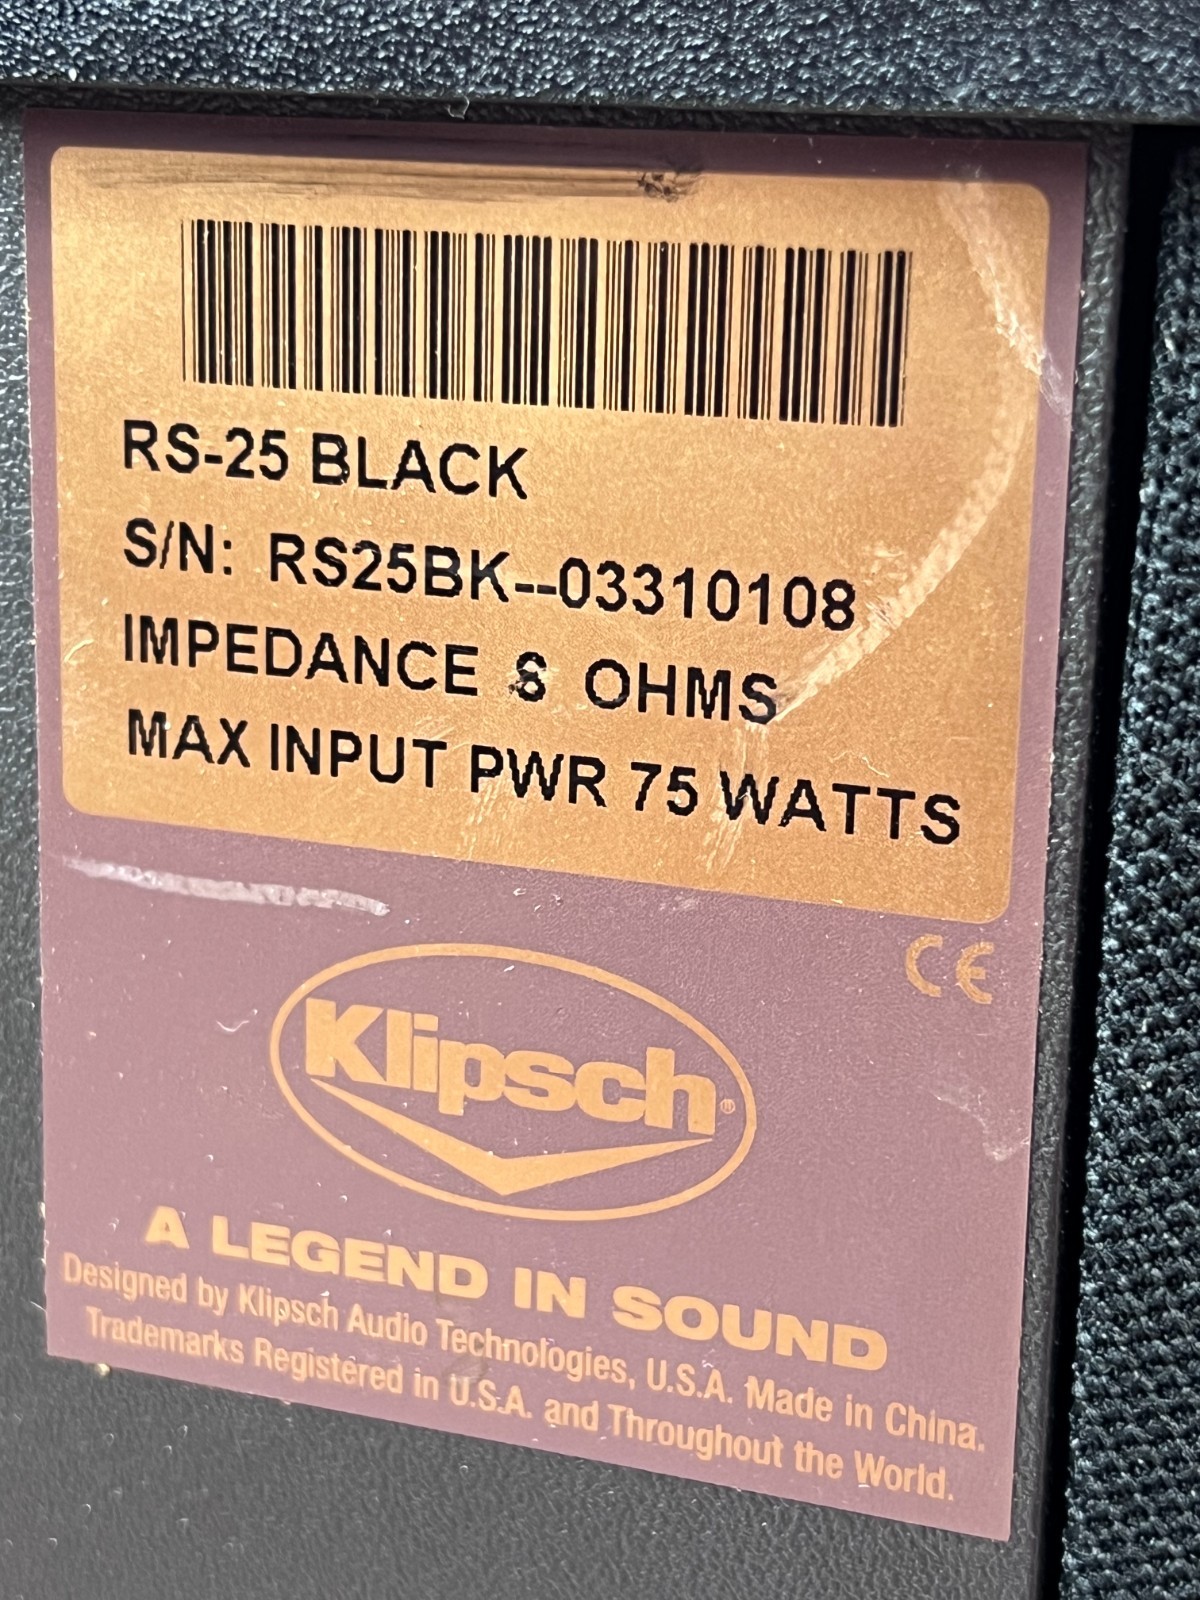 RS-25 BLACK
S/N: RS25BK--03310108
IMPEDANCE 8 OHMS
MAX INPUT PWR 75 WATTS
CE
Klipsch®
A LEGEND IN SOUND
Designed by Klipsch Audio Technologies, U.S.A. Made in China.
Trademarks Registered in U.S.A. and Throughout the World.